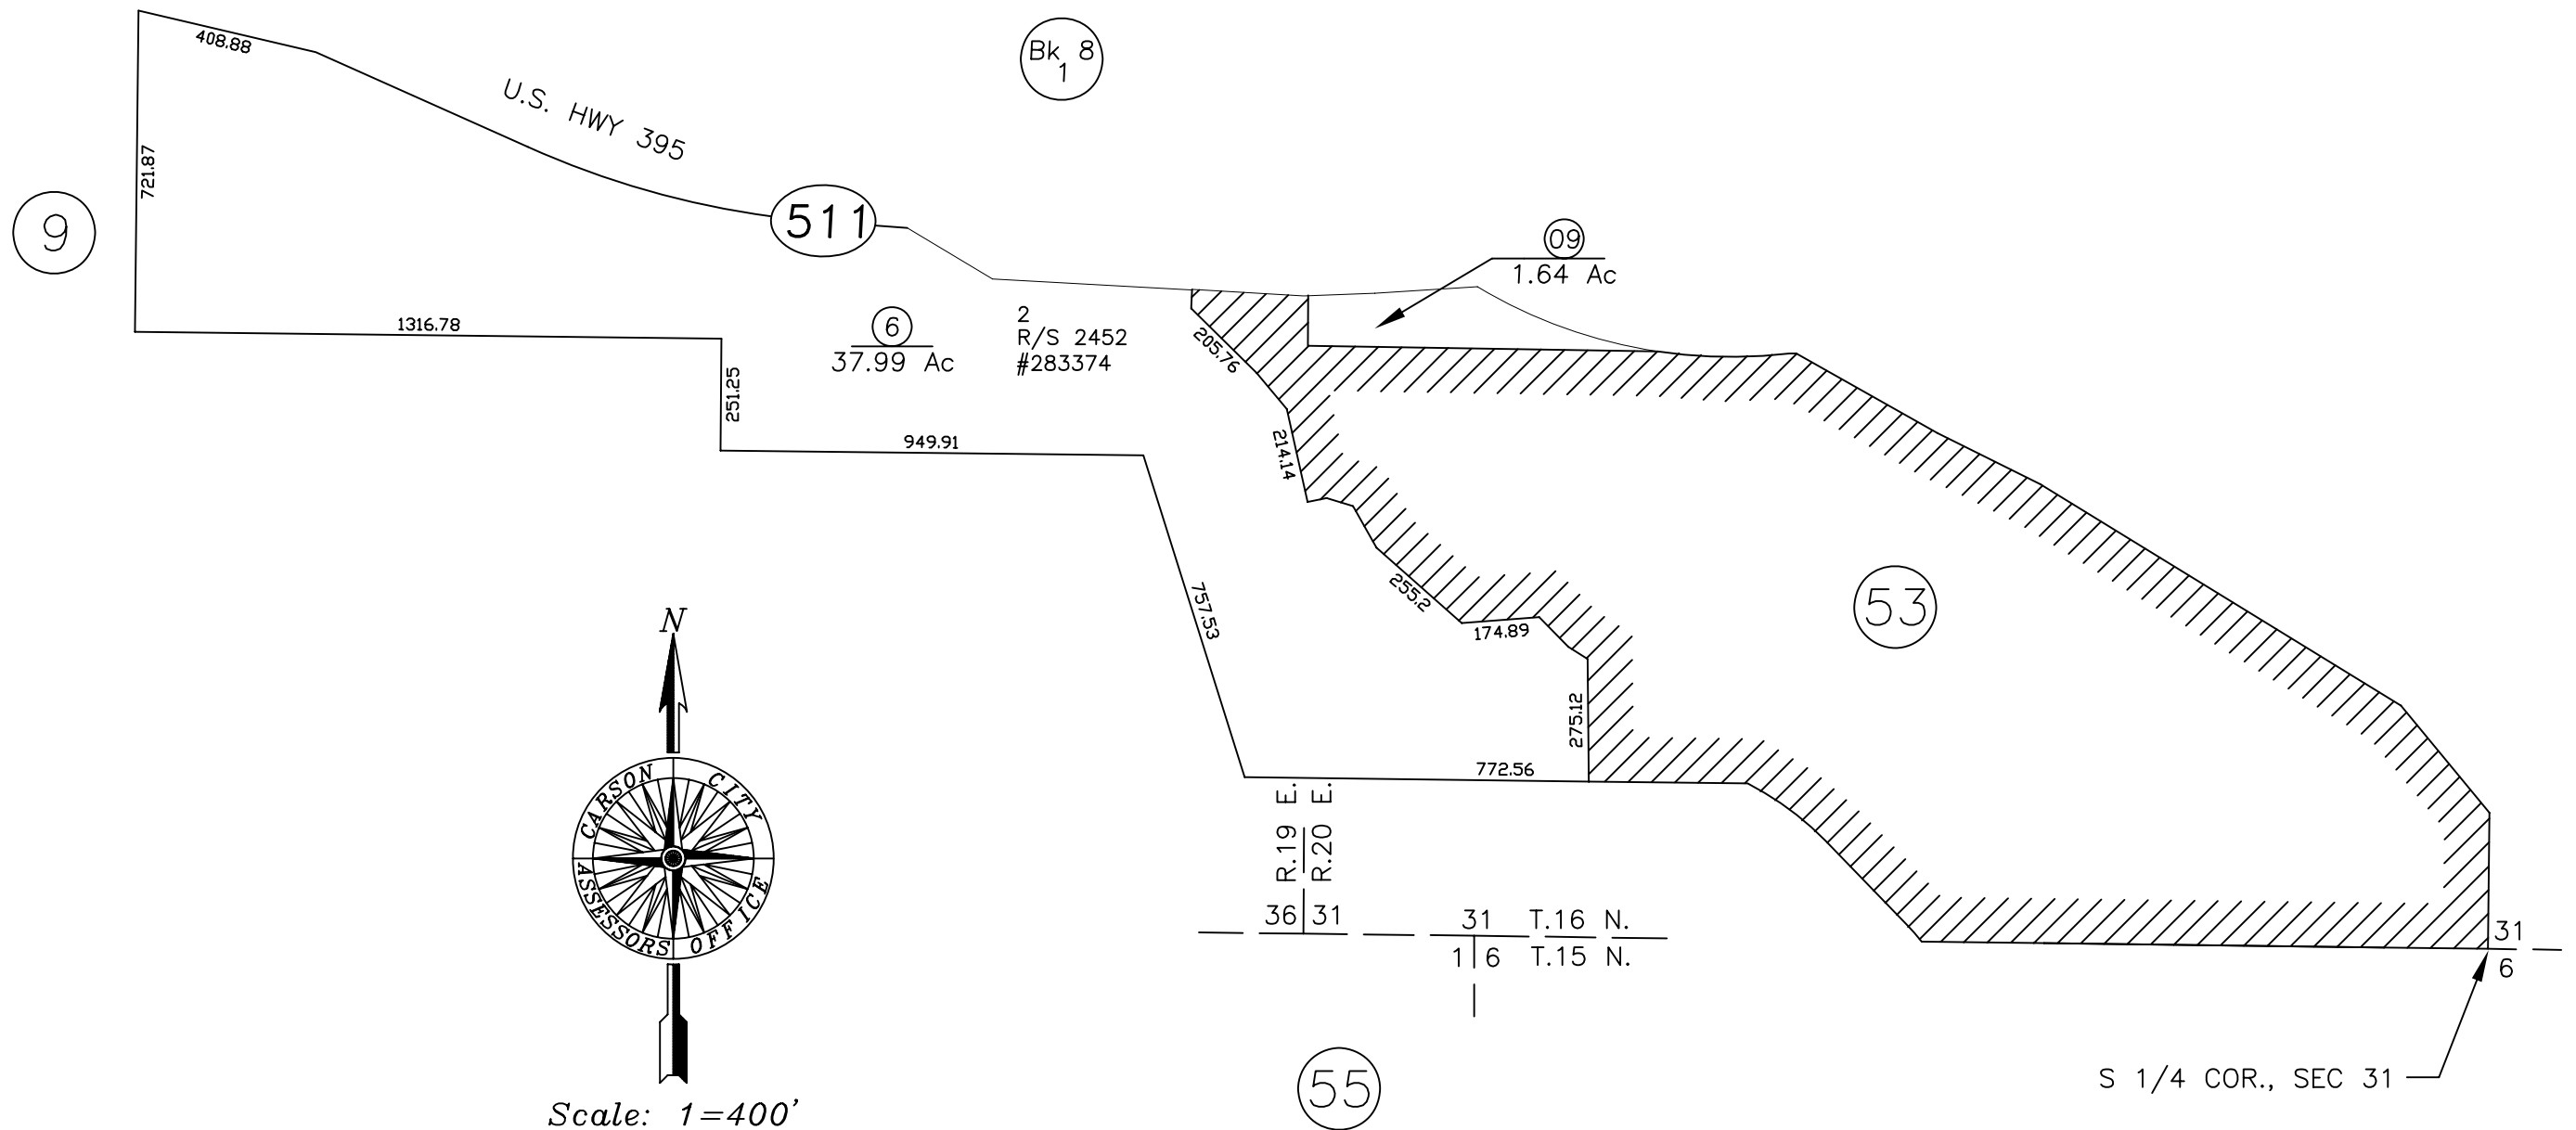 408.88
U.S. HWY 395
Bk 8
1
721.87
9
511
09
1.64 Ac
1316.78
6
37.99 Ac
2
R/S 2452
#283374
205.76
251.25
949.91
214.14
757.53
255.2
174.89
53
275.12
772.56
N
CARSON CITY
ASSESSORS OFFICE
Scale: 1=400'
R.19 E.
R.20 E.
36 31
31 T.16 N.
1 6 T.15 N.
31
6
S 1/4 COR., SEC 31
55